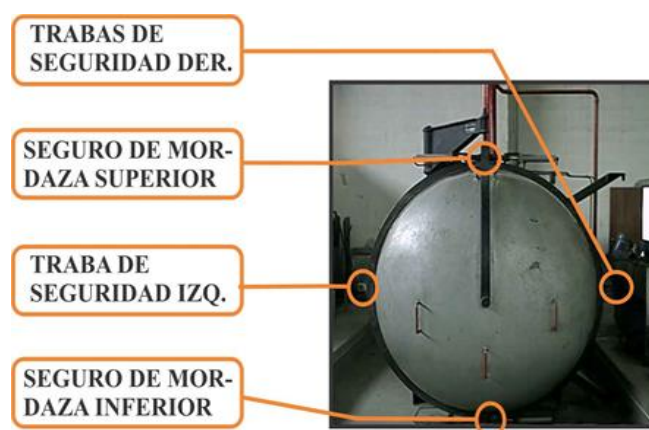 TRABAS DE
SEGURIDAD DER.
SEGURO DE MOR-
DAZA SUPERIOR
TRABA DE
SEGURIDAD IZQ.
SEGURO DE MOR-
DAZA INFERIOR